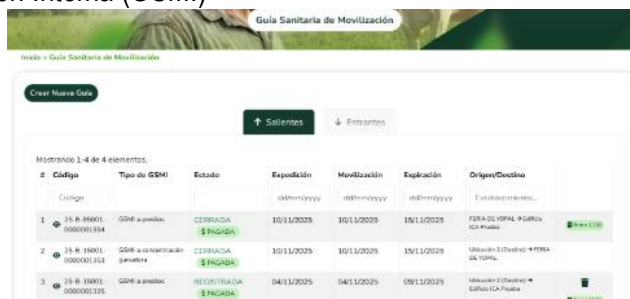 ón Interna (GSMI)
Guía Sanitaria de Movilización
Inicio > Guía Sanitaria de Movilización
Crear Nueva Guía
↑ Salientes ↓ Entrantes
Mostrando 1-4 de 4 elementos.
# Código Tipo de GSMI Estado Expedición Movilización Expiración Origen/Destino
Código dd/mm/yyyy dd/mm/yyyy dd/mm/yyyy Establecimiento...
1 25-B-85001- GSMI a predios CERRADA 10/11/2025 10/11/2025 15/11/2025 FERIA DE YOPAL → Edificio
0000001354 $ PAGADA ICA Prueba
2 25-B-15001- GSMI a concentración CERRADA 10/11/2025 10/11/2025 15/11/2025 Ubicación 2 (Destino) → FERIA
0000001353 ganadera $ PAGADA DE YOPAL
3 25-B-15001- GSMI a predios REGISTRADA 04/11/2025 04/11/2025 09/11/2025 Ubicación 2 (Destino) →
0000001325 $ PAGADA Edificio ICA Prueba